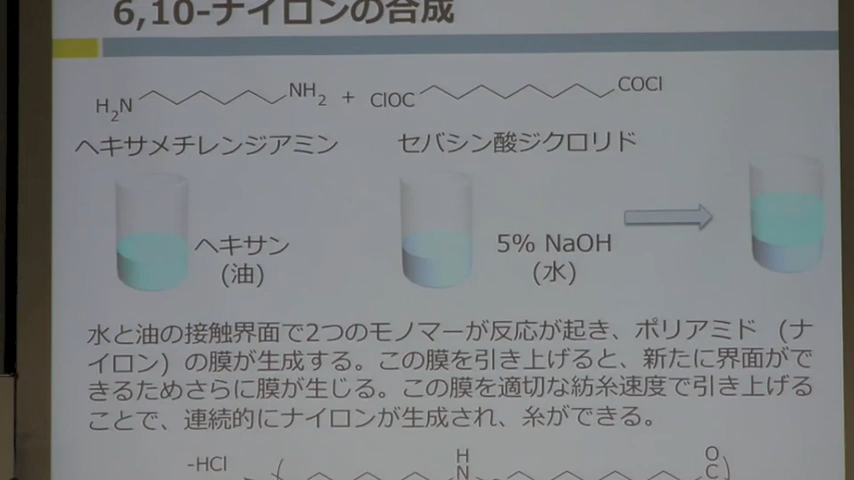 6,10-ナイロンの合成
H2N NH2 + ClOC COCl
ヘキサメチレンジアミン セバシン酸ジクロリド
ヘキサン 5% NaOH
(油) (水)
水と油の接触界面で2つのモノマーが反応が起き、ポリアミド（ナ
イロン）の膜が生成する。この膜を引き上げると、新たに界面がで
きるためさらに膜が生じる。この膜を適切な紡糸速度で引き上げる
ことで、連続的にナイロンが生成され、糸ができる。
-HCl H O
N C